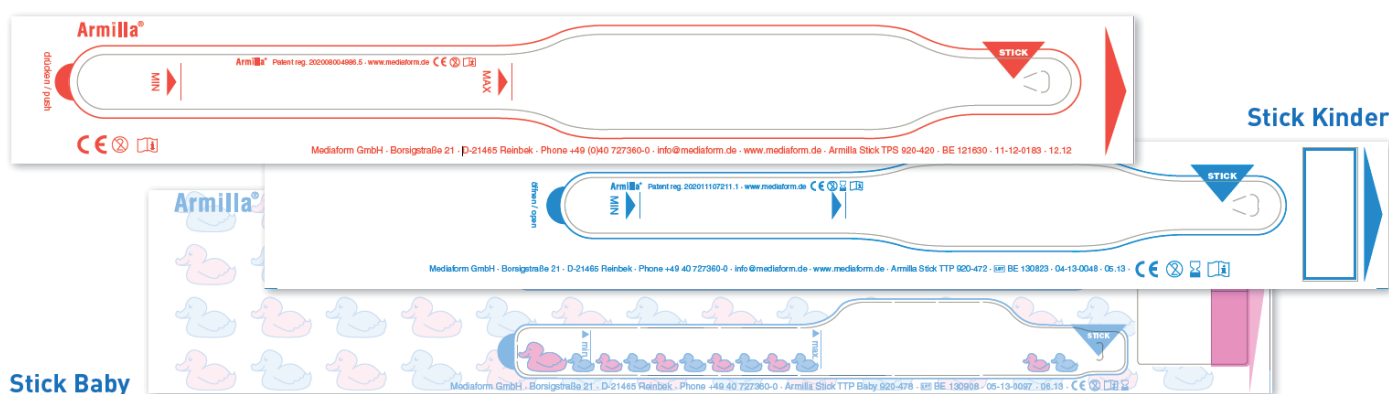 Armilla®
STICK
drücken / push
MIN
Armilla® Patent reg. 202008004986.5 · www.mediaform.de CE
MAX
CE
Mediaform GmbH · Borsigstraße 21 · D-21465 Reinbek · Phone +49 (0)40 727360-0 · info@mediaform.de · www.mediaform.de · Armilla Stick TPS 920-420 · BE 121630 · 11-12-0183 · 12.12
Stick Kinder
öffnen / open
MIN
Armilla® Patent reg. 202011107211.1 · www.mediaform.de CE
STICK
Mediaform GmbH · Borsigstraße 21 · D-21465 Reinbek · Phone +49 40 727360-0 · info@mediaform.de · www.mediaform.de · Armilla Stick TTP 920-472 · BE 130823 · 04-13-0048 · 05.13 · CE
Armilla®
min
max
STICK
Mediaform GmbH · Borsigstraße 21 · D-21465 Reinbek · Phone +49 40 727360-0 · Armilla Stick TTP Baby 920-476 · BE 130908 · 05-13-0097 · 06.13 · CE
Stick Baby